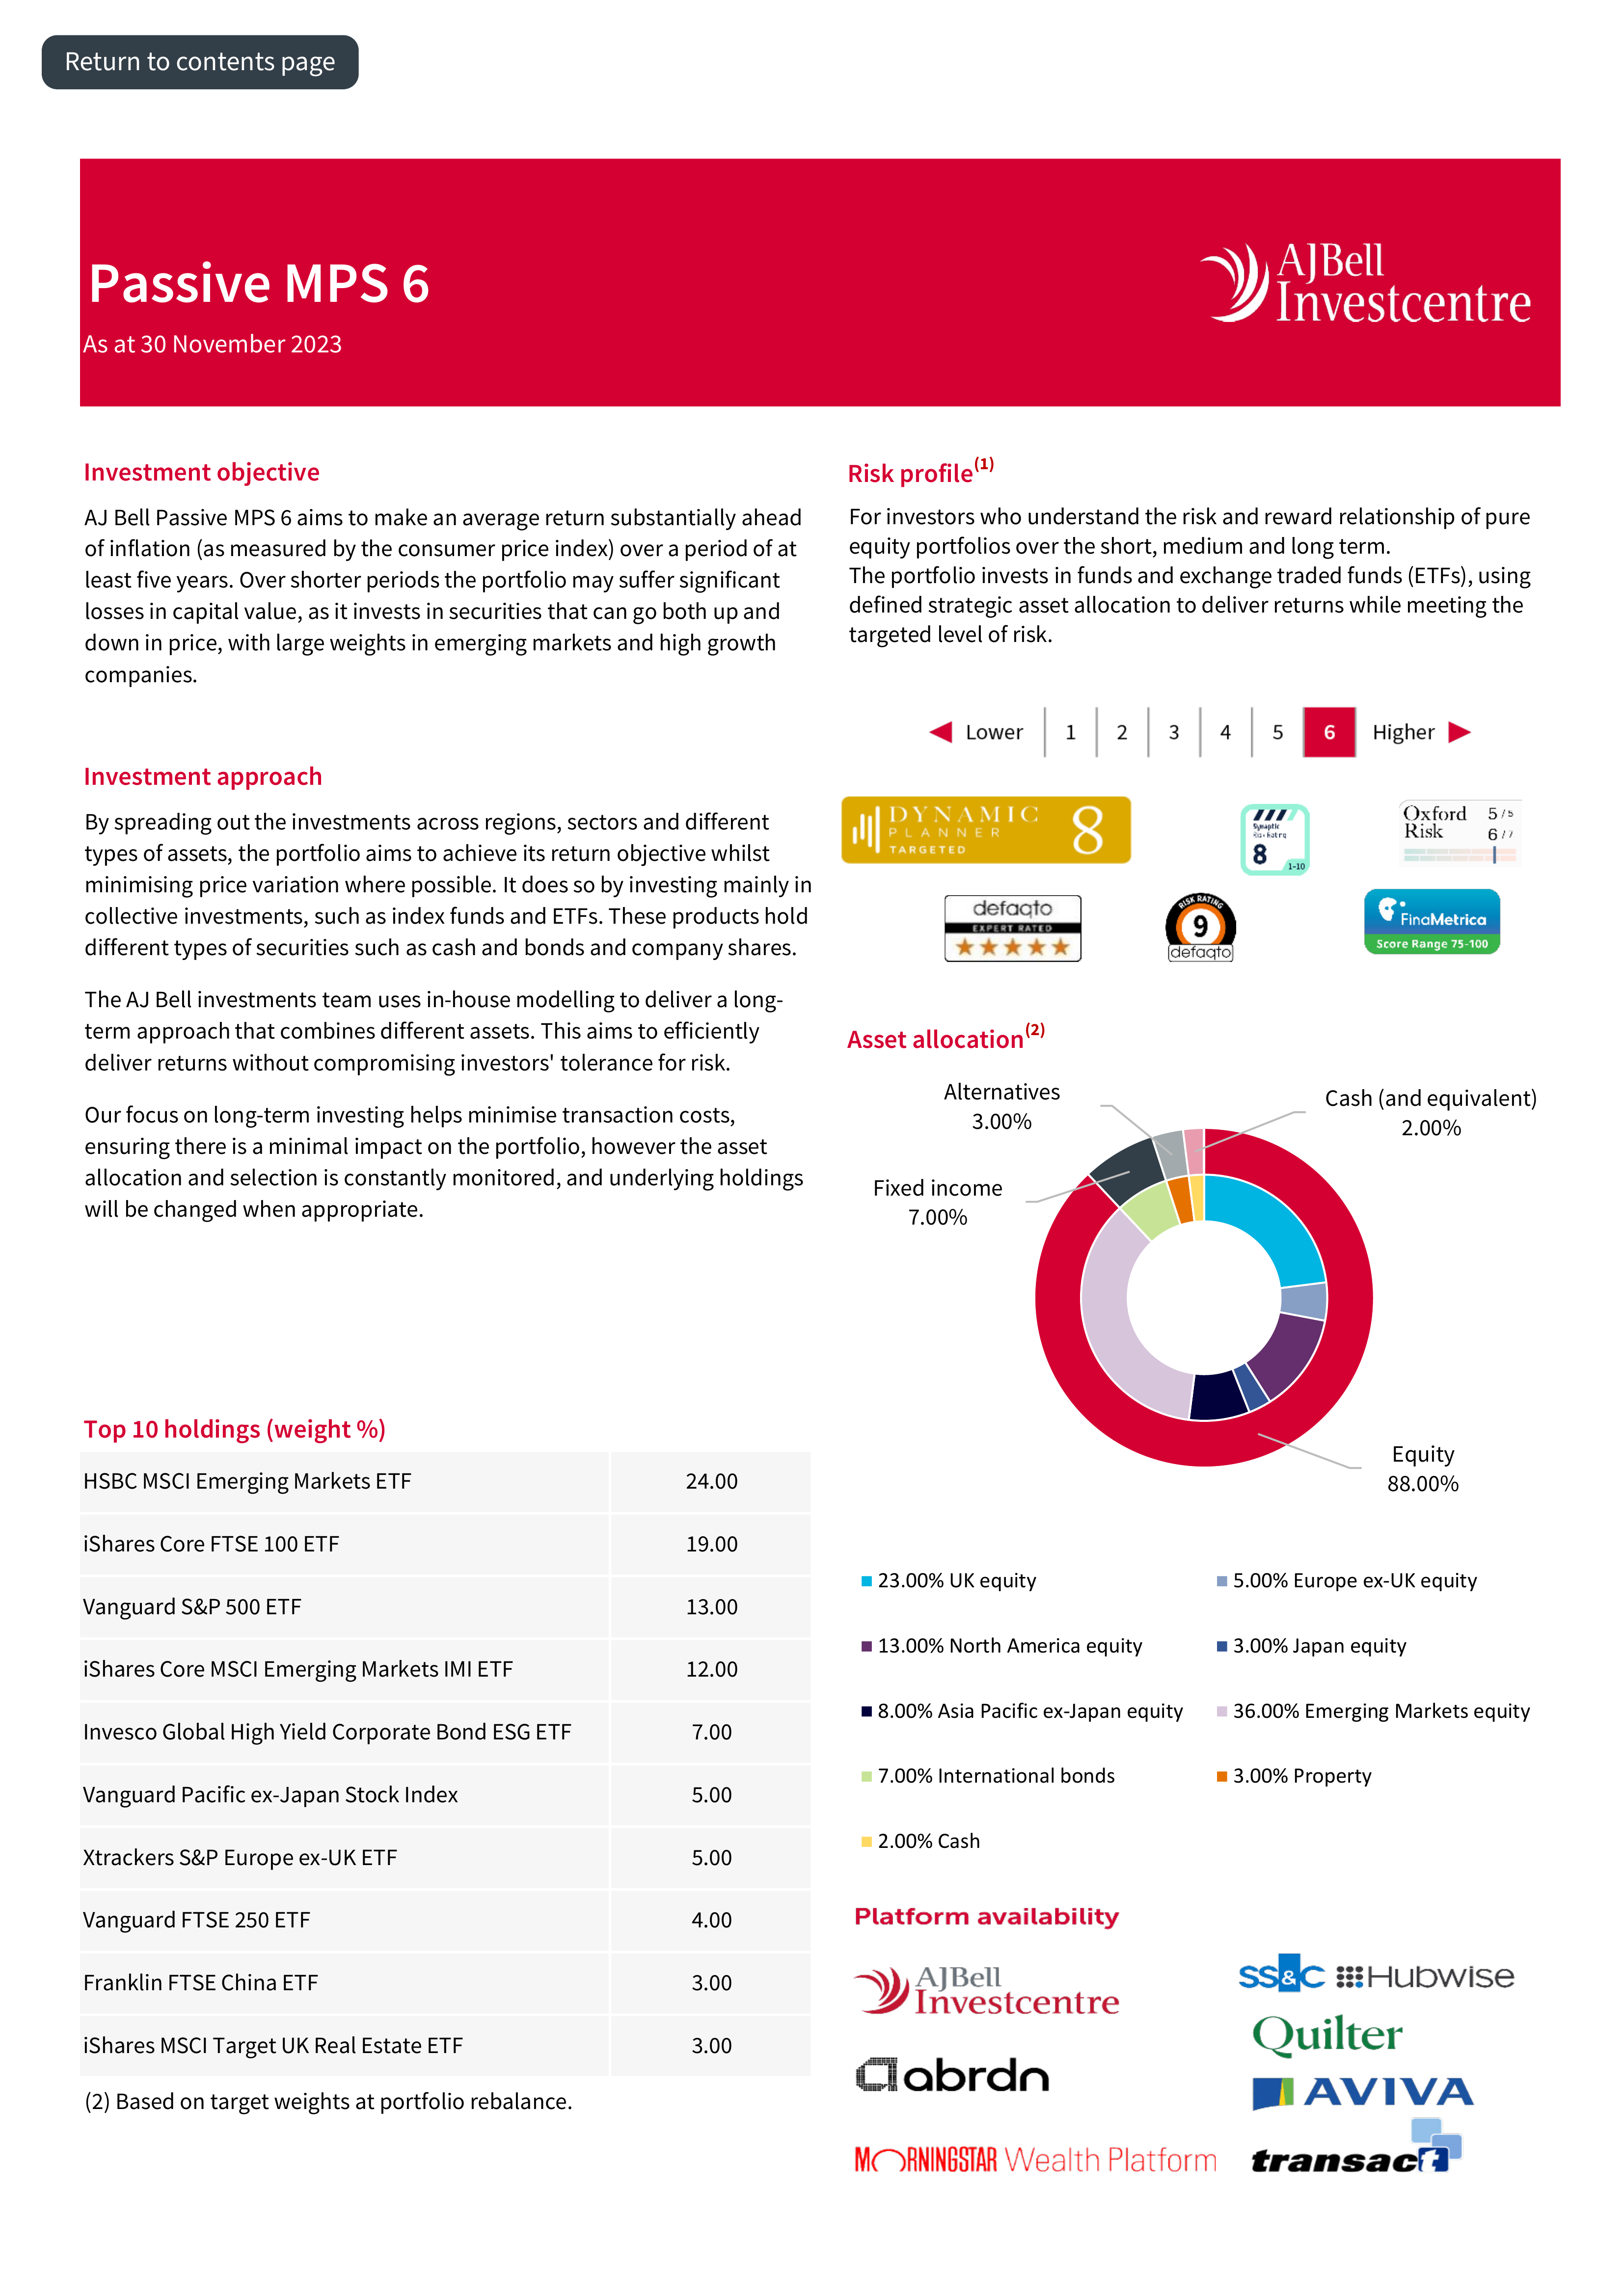 Return to contents page
Passive MPS 6
As at 30 November 2023
AJBell
Investcentre
Investment objective
AJ Bell Passive MPS 6 aims to make an average return substantially ahead
of inflation (as measured by the consumer price index) over a period of at
least five years. Over shorter periods the portfolio may suffer significant
losses in capital value, as it invests in securities that can go both up and
down in price, with large weights in emerging markets and high growth
companies.
Investment approach
By spreading out the investments across regions, sectors and different
types of assets, the portfolio aims to achieve its return objective whilst
minimising price variation where possible. It does so by investing mainly in
collective investments, such as index funds and ETFs. These products hold
different types of securities such as cash and bonds and company shares.
The AJ Bell investments team uses in-house modelling to deliver a long-
term approach that combines different assets. This aims to efficiently
deliver returns without compromising investors' tolerance for risk.
Our focus on long-term investing helps minimise transaction costs,
ensuring there is a minimal impact on the portfolio, however the asset
allocation and selection is constantly monitored, and underlying holdings
will be changed when appropriate.
Top 10 holdings (weight %)
HSBC MSCI Emerging Markets ETF 24.00
iShares Core FTSE 100 ETF 19.00
Vanguard S&P 500 ETF 13.00
iShares Core MSCI Emerging Markets IMI ETF 12.00
Invesco Global High Yield Corporate Bond ESG ETF 7.00
Vanguard Pacific ex-Japan Stock Index 5.00
Xtrackers S&P Europe ex-UK ETF 5.00
Vanguard FTSE 250 ETF 4.00
Franklin FTSE China ETF 3.00
iShares MSCI Target UK Real Estate ETF 3.00
(2) Based on target weights at portfolio rebalance.
Risk profile(1)
For investors who understand the risk and reward relationship of pure
equity portfolios over the short, medium and long term.
The portfolio invests in funds and exchange traded funds (ETFs), using
defined strategic asset allocation to deliver returns while meeting the
targeted level of risk.
Lower 1 2 3 4 5 6 Higher
DYNAMIC
PLANNER
TARGETED
8
Synaptic
Risk Rating
8
1-10
Oxford 5/5
Risk 6/7
defaqto
EXPERT RATED
RISK RATING
9
defaqto
FinaMetrica
Score Range 75-100
Asset allocation(2)
Alternatives
3.00%
Cash (and equivalent)
2.00%
Fixed income
7.00%
Equity
88.00%
23.00% UK equity
5.00% Europe ex-UK equity
13.00% North America equity
3.00% Japan equity
8.00% Asia Pacific ex-Japan equity
36.00% Emerging Markets equity
7.00% International bonds
3.00% Property
2.00% Cash
Platform availability
AJBell
Investcentre
SS&C Hubwise
Quilter
abrdn
AVIVA
MORNINGSTAR Wealth Platform
transact